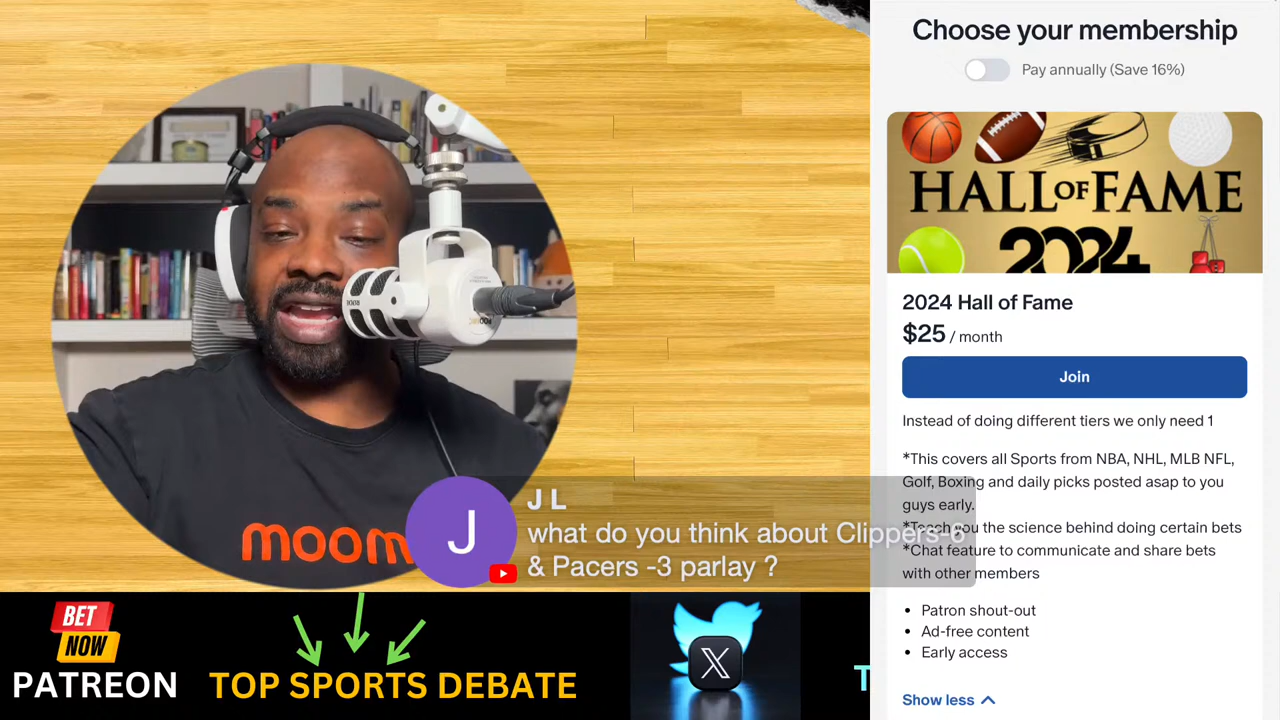 Choose your membership
Pay annually (Save 16%)
HALL OF FAME
2024
2024 Hall of Fame
$25 / month
Join
Instead of doing different tiers we only need 1
*This covers all Sports from NBA, NHL, MLB NFL,
Golf, Boxing and daily picks posted asap to you
guys early.
*Teach you the science behind doing certain bets
*Chat feature to communicate and share bets
with other members
• Patron shout-out
• Ad-free content
• Early access
Show less
moom
J
J L
what do you think about Clippers-6
& Pacers -3 parlay ?
BET
NOW
PATREON
TOP SPORTS DEBATE
X
T